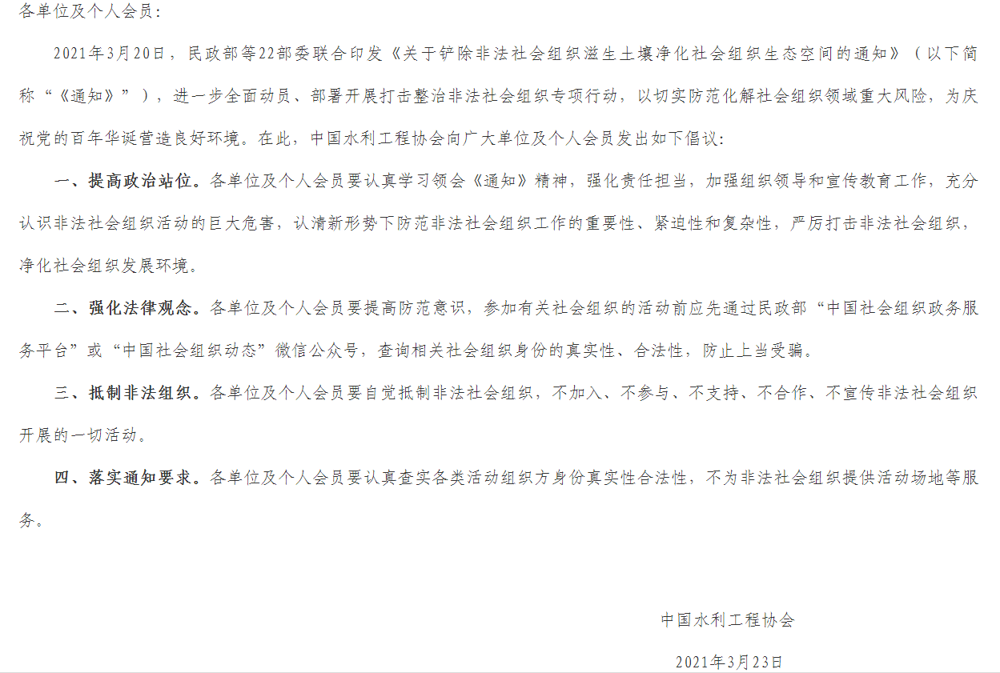 各单位及个人会员：
2021年3月20日，民政部等22部委联合印发《关于铲除非法社会组织滋生土壤净化社会组织生态空间的通知》（以下简
称“《通知》”），进一步全面动员、部署开展打击整治非法社会组织专项行动，以切实防范化解社会组织领域重大风险，为庆
祝党的百年华诞营造良好环境。在此，中国水利工程协会向广大单位及个人会员发出如下倡议：
一、提高政治站位。各单位及个人会员要认真学习领会《通知》精神，强化责任担当，加强组织领导和宣传教育工作，充分
认识非法社会组织活动的巨大危害，认清新形势下防范非法社会组织工作的重要性、紧迫性和复杂性，严厉打击非法社会组织，
净化社会组织发展环境。
二、强化法律观念。各单位及个人会员要提高防范意识，参加有关社会组织的活动前应先通过民政部“中国社会组织政务服
务平台”或“中国社会组织动态”微信公众号，查询相关社会组织身份的真实性、合法性，防止上当受骗。
三、抵制非法组织。各单位及个人会员要自觉抵制非法社会组织，不加入、不参与、不支持、不合作、不宣传非法社会组织
开展的一切活动。
四、落实通知要求。各单位及个人会员要认真查实各类活动组织方身份真实性合法性，不为非法社会组织提供活动场地等服
务。
中国水利工程协会
2021年3月23日